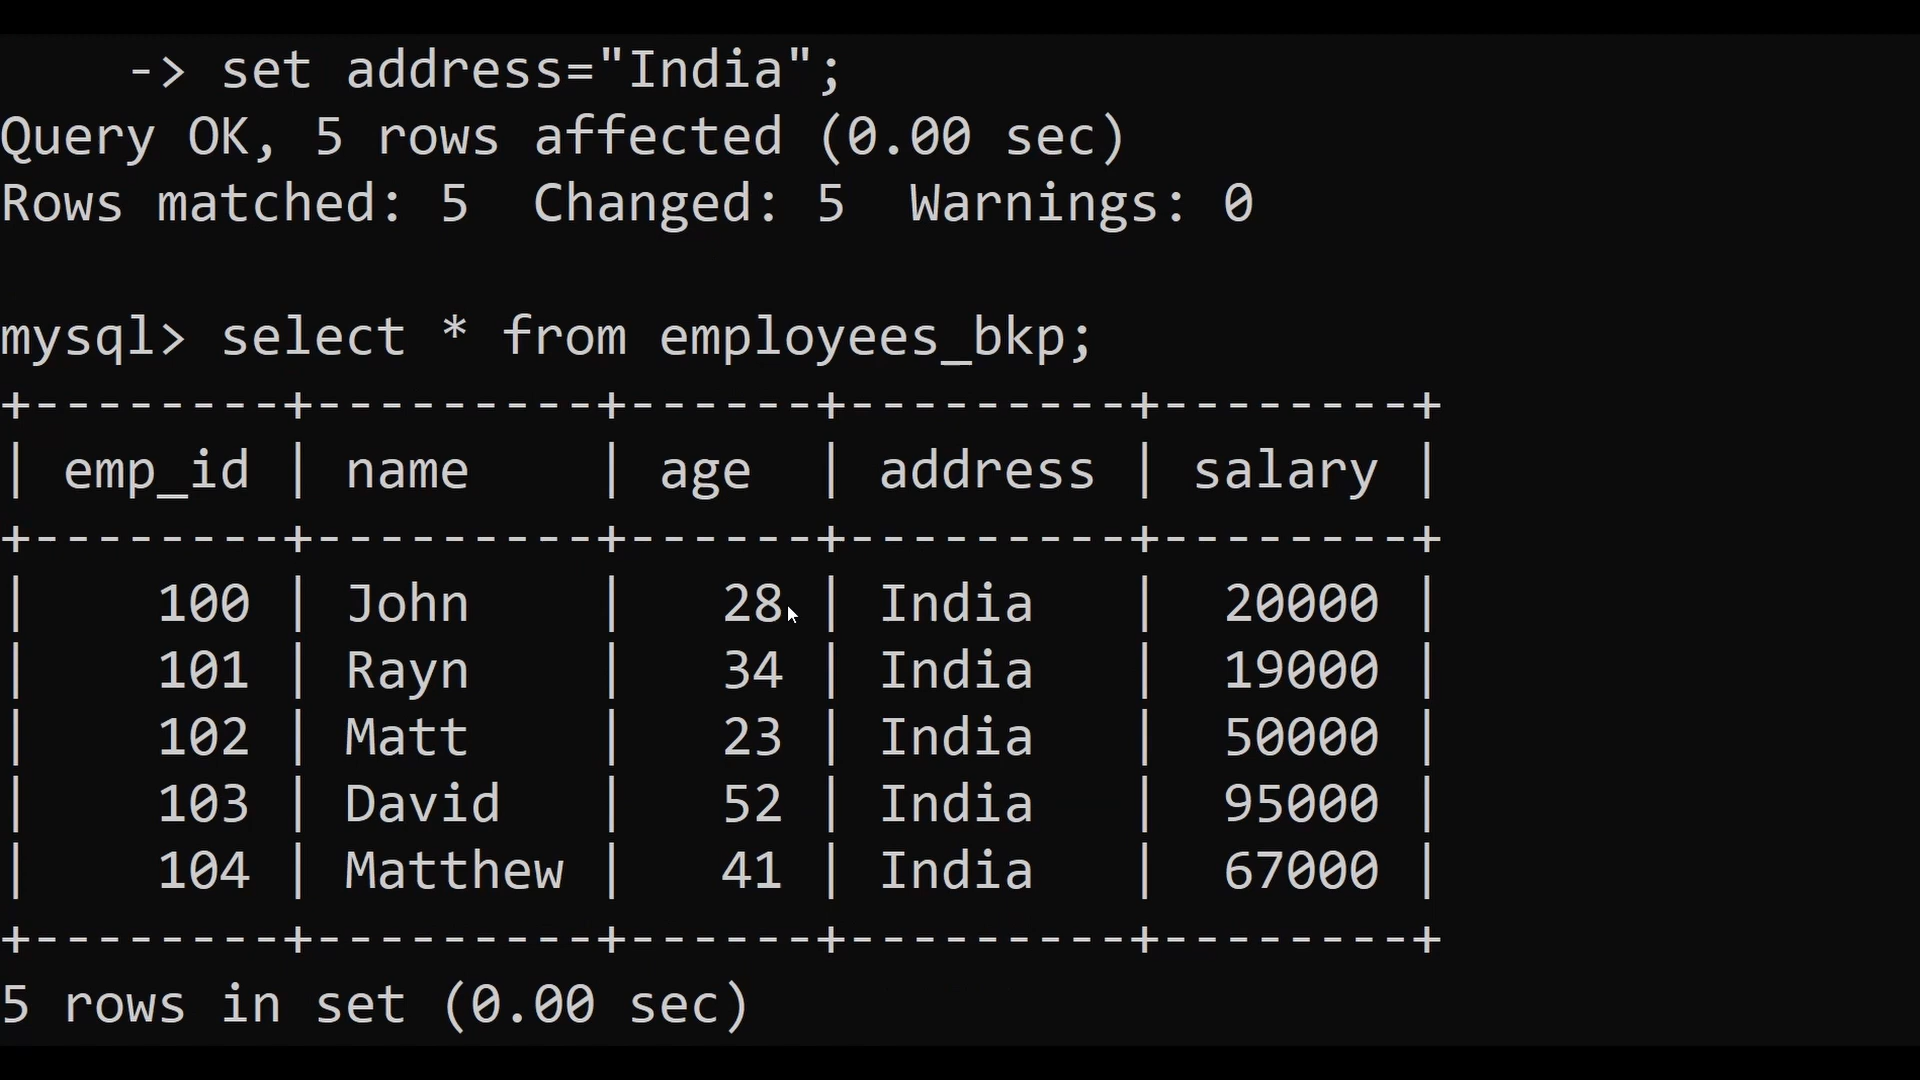 -> set address="India";
Query OK, 5 rows affected (0.00 sec)
Rows matched: 5  Changed: 5  Warnings: 0

mysql> select * from employees_bkp;
+--------+---------+------+---------+--------+
| emp_id | name    | age  | address | salary |
+--------+---------+------+---------+--------+
|    100 | John    |   28 | India   |  20000 |
|    101 | Rayn    |   34 | India   |  19000 |
|    102 | Matt    |   23 | India   |  50000 |
|    103 | David   |   52 | India   |  95000 |
|    104 | Matthew |   41 | India   |  67000 |
+--------+---------+------+---------+--------+
5 rows in set (0.00 sec)